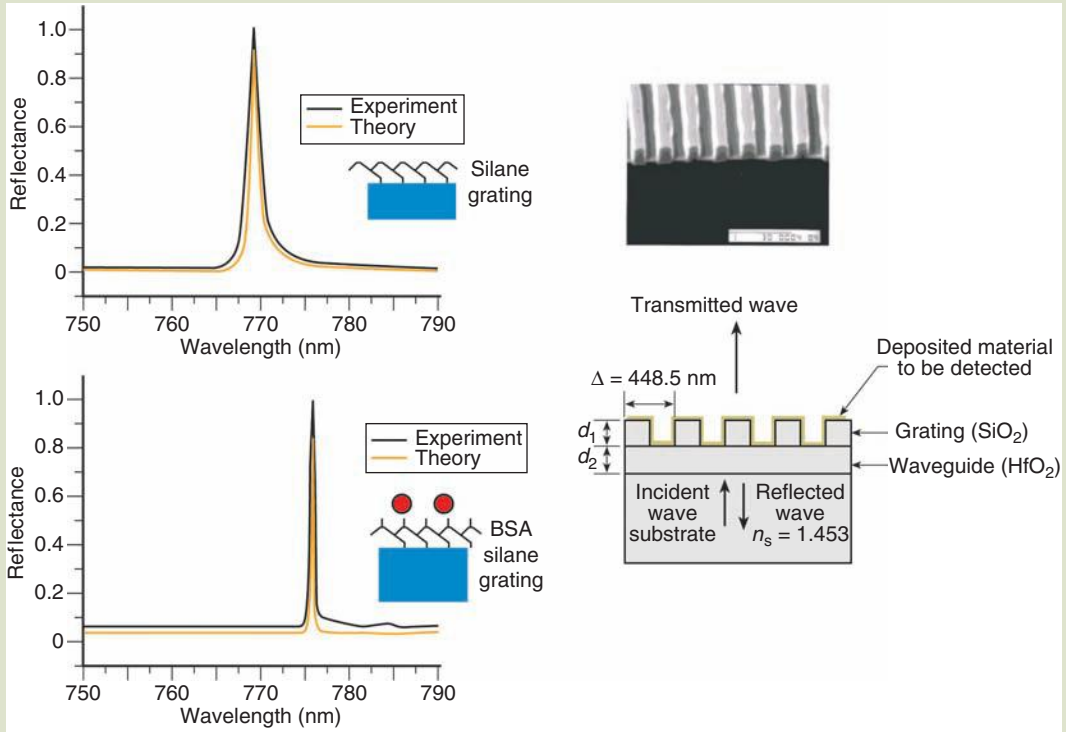 1.0
0.8
0.6
0.4
0.2
0
Reflectance
Experiment
Theory
Silane
grating
750
760
770
780
790
Wavelength (nm)
1.0
0.8
0.6
0.4
0.2
0
Reflectance
Experiment
Theory
BSA
silane
grating
750
760
770
780
790
Wavelength (nm)
Transmitted wave
Deposited material
to be detected
Δ = 448.5 nm
d₁
d₂
Grating (SiO₂)
Waveguide (HfO₂)
Incident
wave
substrate
Reflected
wave
nₛ = 1.453